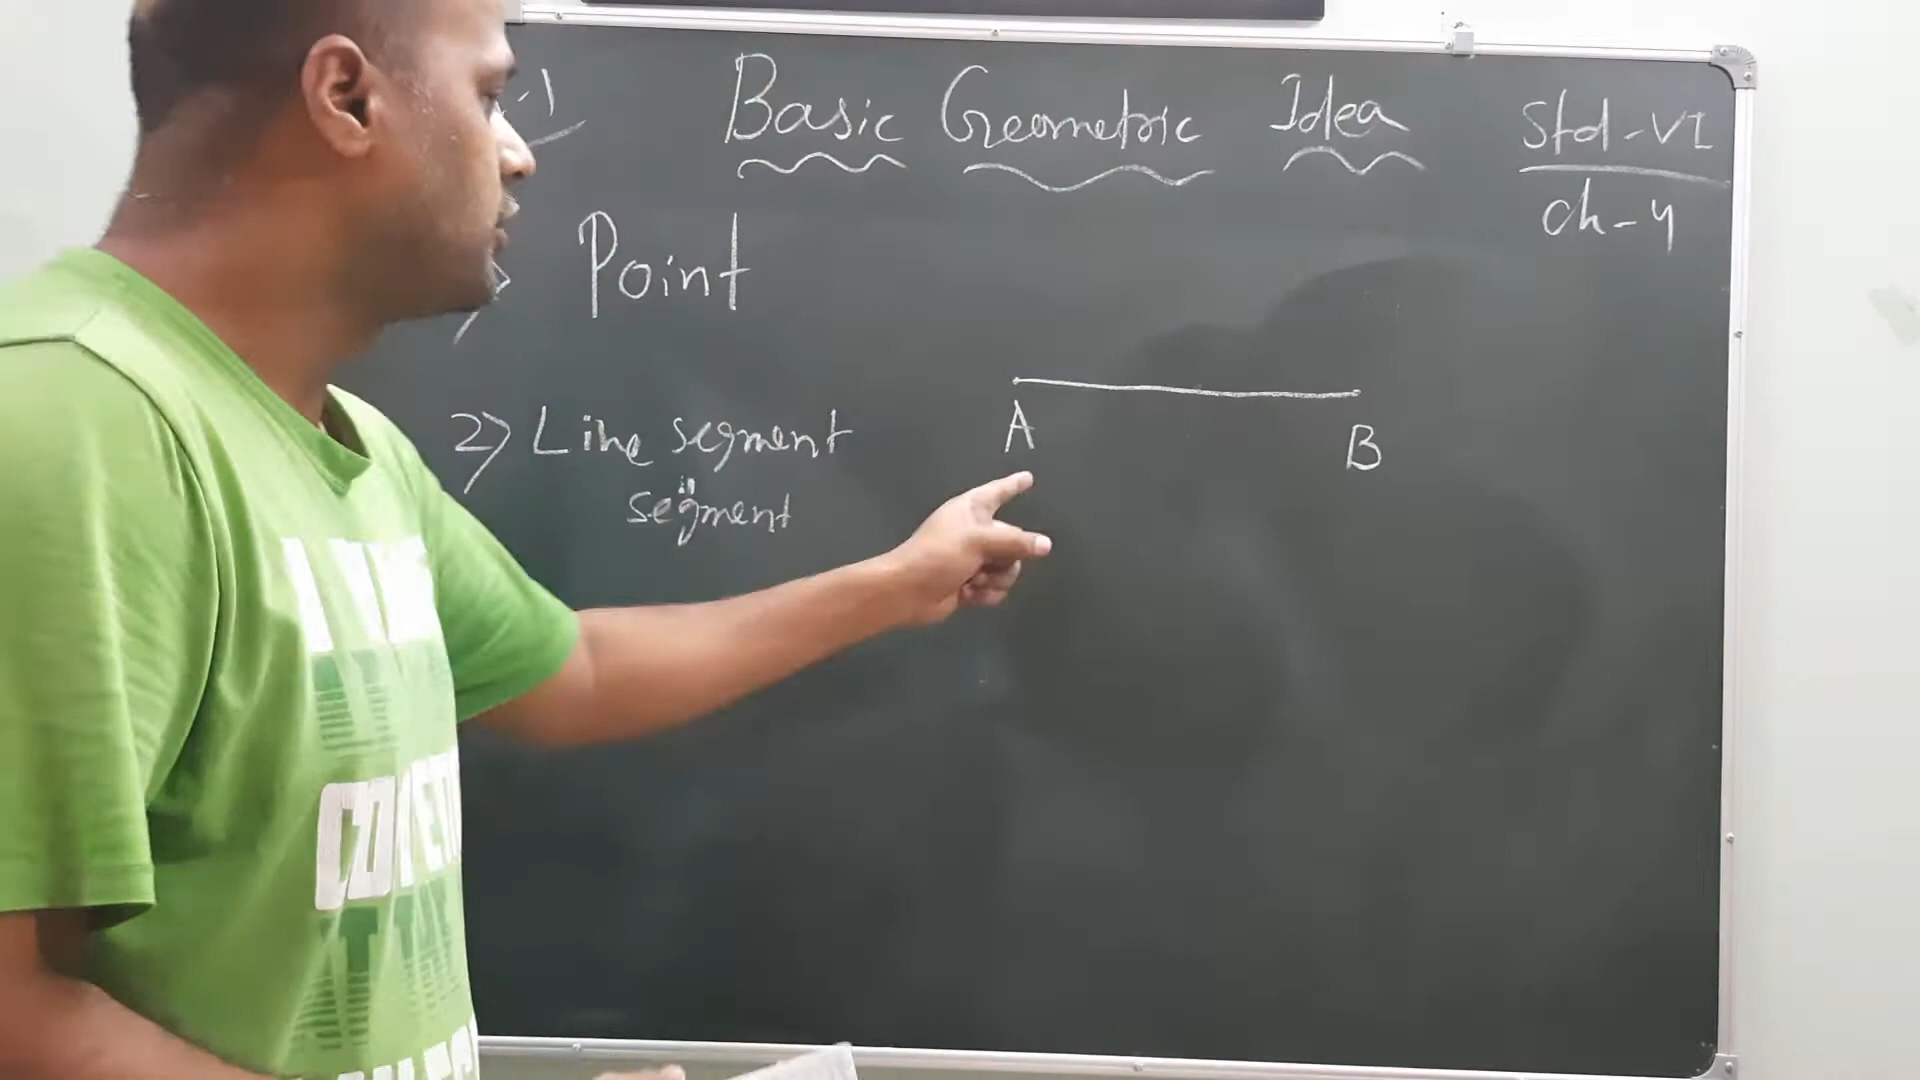 Basic Geometric Idea
Std-VI
ch-4
Point
2) Line segment
segment
A B